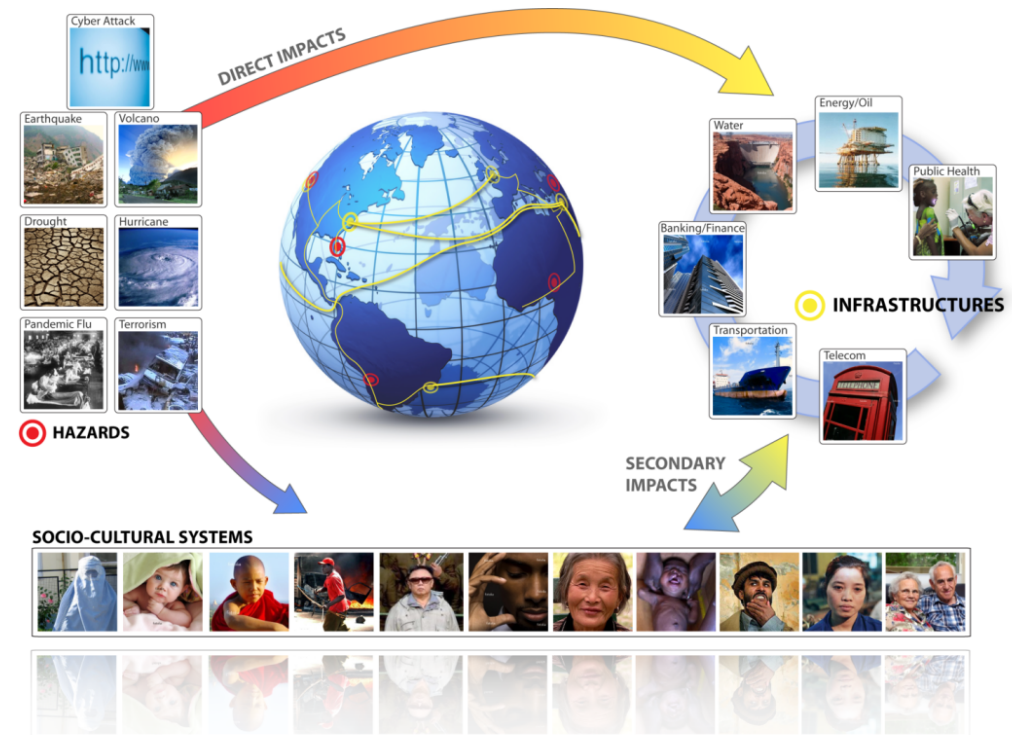 Cyber Attack
http://ww
DIRECT IMPACTS
Earthquake
Volcano
Drought
Hurricane
Pandemic Flu
Terrorism
HAZARDS
Energy/Oil
Water
Public Health
Banking/Finance
INFRASTRUCTURES
Transportation
Telecom
TELEPHONE
SECONDARY
IMPACTS
SOCIO-CULTURAL SYSTEMS